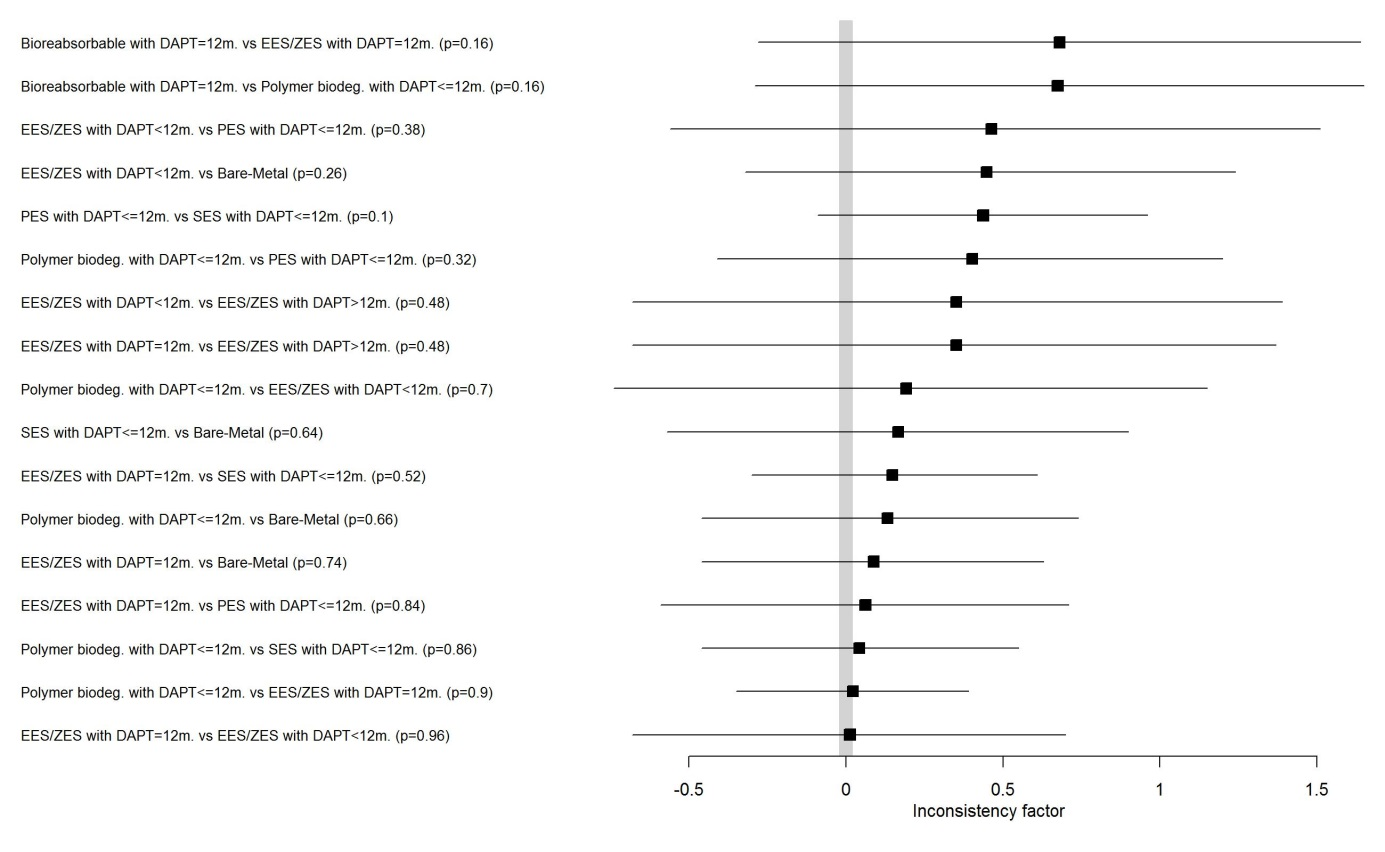 Bioreabsorbable with DAPT=12m. vs EES/ZES with DAPT=12m. (p=0.16)
Bioreabsorbable with DAPT=12m. vs Polymer biodeg. with DAPT<=12m. (p=0.16)
EES/ZES with DAPT<12m. vs PES with DAPT<=12m. (p=0.38)
EES/ZES with DAPT<12m. vs Bare-Metal (p=0.26)
PES with DAPT<=12m. vs SES with DAPT<=12m. (p=0.1)
Polymer biodeg. with DAPT<=12m. vs PES with DAPT<=12m. (p=0.32)
EES/ZES with DAPT<12m. vs EES/ZES with DAPT>12m. (p=0.48)
EES/ZES with DAPT=12m. vs EES/ZES with DAPT>12m. (p=0.48)
Polymer biodeg. with DAPT<=12m. vs EES/ZES with DAPT<12m. (p=0.7)
SES with DAPT<=12m. vs Bare-Metal (p=0.64)
EES/ZES with DAPT=12m. vs SES with DAPT<=12m. (p=0.52)
Polymer biodeg. with DAPT<=12m. vs Bare-Metal (p=0.66)
EES/ZES with DAPT=12m. vs Bare-Metal (p=0.74)
EES/ZES with DAPT=12m. vs PES with DAPT<=12m. (p=0.84)
Polymer biodeg. with DAPT<=12m. vs SES with DAPT<=12m. (p=0.86)
Polymer biodeg. with DAPT<=12m. vs EES/ZES with DAPT=12m. (p=0.9)
EES/ZES with DAPT=12m. vs EES/ZES with DAPT<12m. (p=0.96)
-0.5 0 0.5 1 1.5
Inconsistency factor